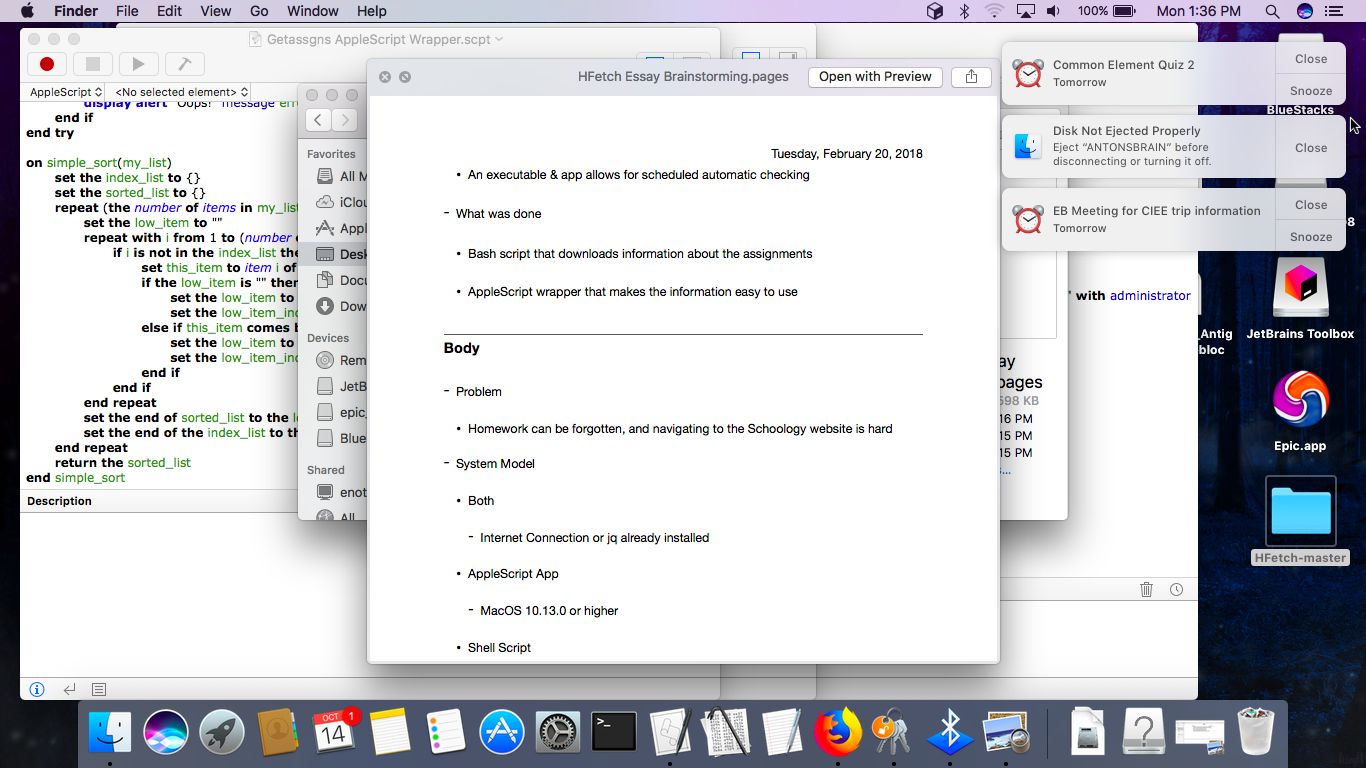 Finder File Edit View Go Window Help
100% Mon 1:36 PM
Getassgns AppleScript Wrapper.scpt
AppleScript <No selected element>
display alert "Oops!" message
end if
end try
on simple_sort(my_list)
set the index_list to {}
set the sorted_list to {}
repeat (the number of items in my_lis
set the low_item to ""
repeat with i from 1 to (number
if i is not in the index_list the
set this_item to item i of
if the low_item is "" then
set the low_item to
set the low_item_in
else if this_item comes b
set the low_item to
set the low_item_ind
end if
end if
end repeat
set the end of sorted_list to the l
set the end of the index_list to th
end repeat
return the sorted_list
end simple_sort
Description
Favorites
All M
iClou
Appl
Desk
Docu
Dow
Devices
Rem
JetB
epic_
Blue
Shared
enot
All
HFetch Essay Brainstorming.pages
Open with Preview
Tuesday, February 20, 2018
• An executable & app allows for scheduled automatic checking
- What was done
• Bash script that downloads information about the assignments
• AppleScript wrapper that makes the information easy to use
Body
- Problem
• Homework can be forgotten, and navigating to the Schoology website is hard
- System Model
• Both
- Internet Connection or jq already installed
• AppleScript App
- MacOS 10.13.0 or higher
• Shell Script
ay
pages
598 KB
16 PM
15 PM
15 PM
s...
" with administrator
Common Element Quiz 2
Tomorrow
Close
Snooze
BlueStacks
Disk Not Ejected Properly
Eject “ANTONSBRAIN” before
disconnecting or turning it off.
Close
EB Meeting for CIEE trip information
Tomorrow
Close
Snooze
8
_Antig
bloc
JetBrains Toolbox
Epic.app
HFetch-master
OCT
14
1